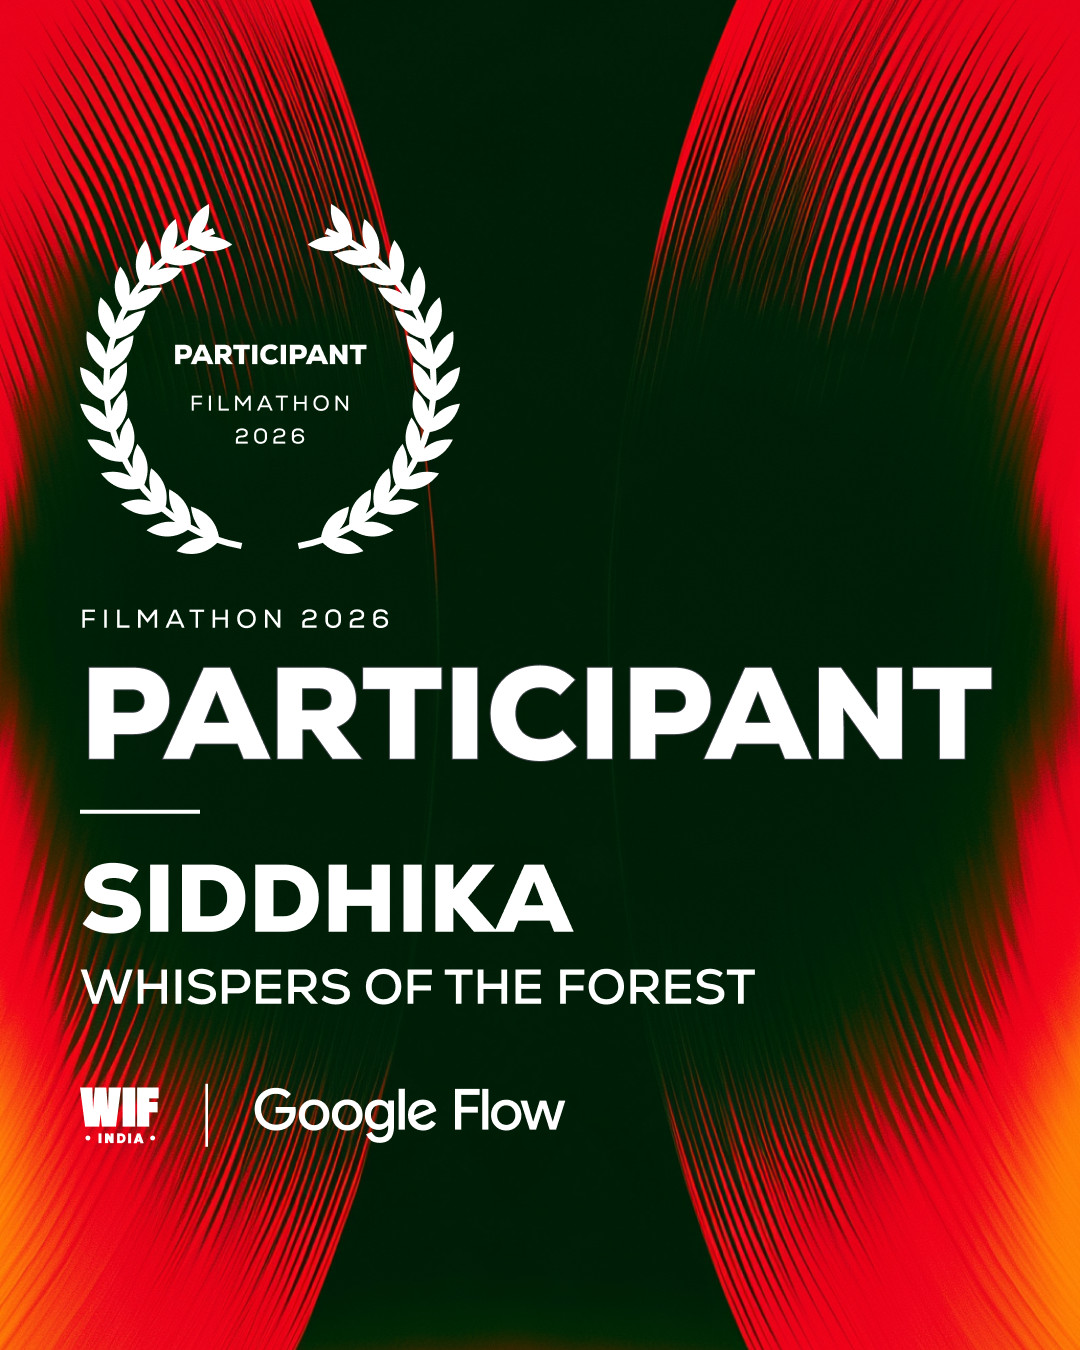 PARTICIPANT
FILMATHON
2026
FILMATHON 2026
PARTICIPANT
SIDDHIKA
WHISPERS OF THE FOREST
WIF
• INDIA •
Google Flow